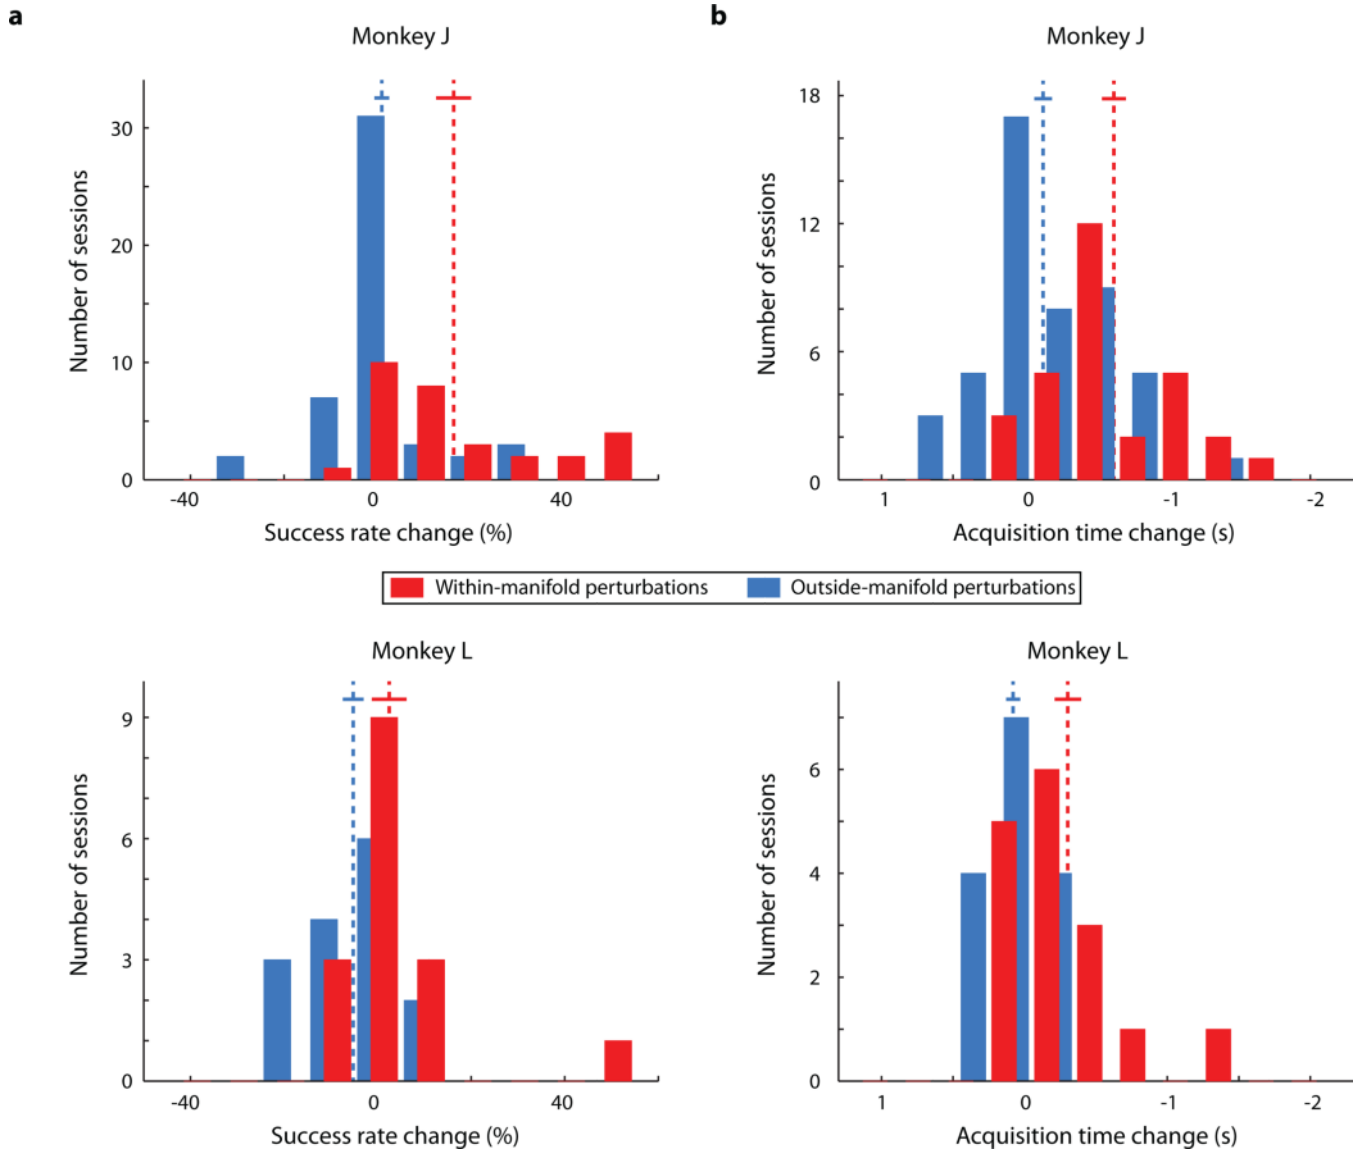 a
Monkey J
Number of sessions
30
20
10
0
-40
0
40
Success rate change (%)
b
Monkey J
Number of sessions
18
12
6
0
1
0
-1
-2
Acquisition time change (s)
Within-manifold perturbations
Outside-manifold perturbations
Monkey L
Number of sessions
9
6
3
0
-40
0
40
Success rate change (%)
Monkey L
Number of sessions
6
4
2
0
1
0
-1
-2
Acquisition time change (s)